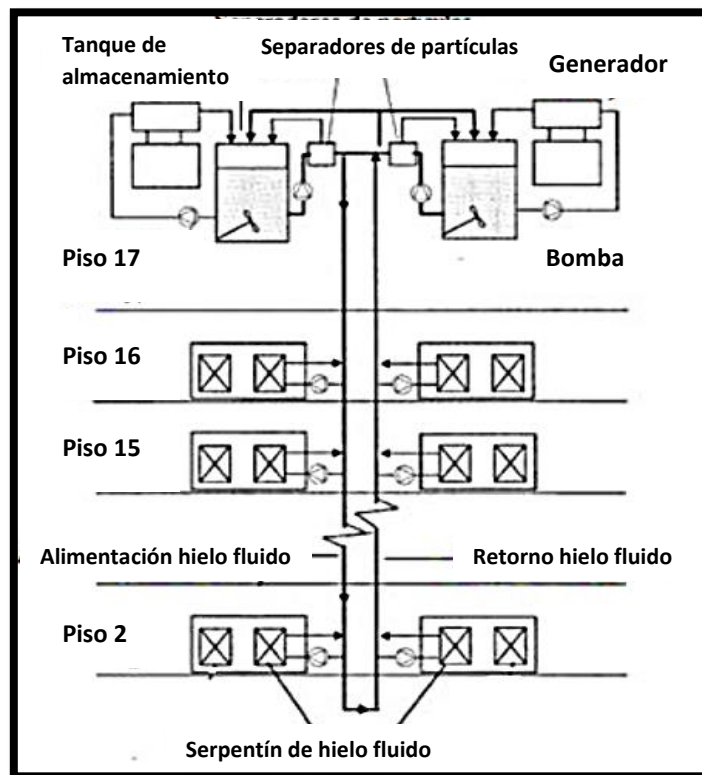 Tanque de
almacenamiento
Separadores de partículas
Generador
Piso 17
Bomba
Piso 16
Piso 15
Alimentación hielo fluido
Retorno hielo fluido
Piso 2
Serpentín de hielo fluido